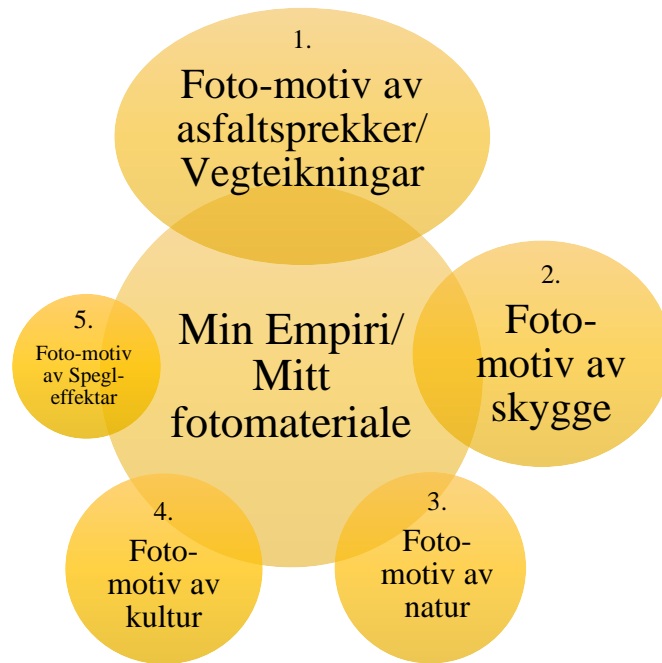 1.
Foto-motiv av
asfaltsprekker/
Vegteikningar
2.
Foto-
motiv av
skygge
3.
Foto-
motiv av
natur
4.
Foto-
motiv av
kultur
5.
Foto-motiv
av Spegl-
effektar
Min Empiri/
Mitt
fotomateriale